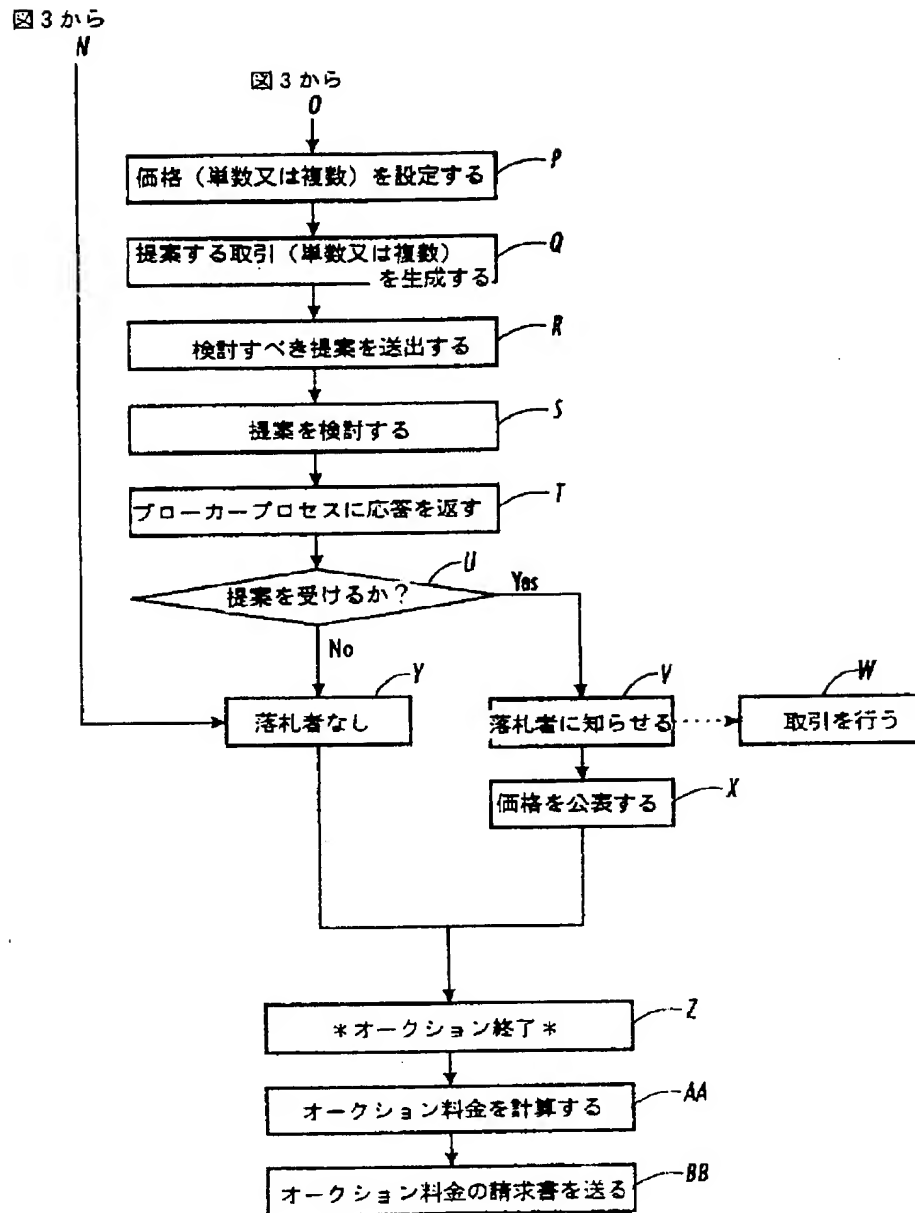 図3から
N
図3から
O
価格（単数又は複数）を設定する
P
提案する取引（単数又は複数）
を生成する
Q
検討すべき提案を送出する
R
提案を検討する
S
ブローカープロセスに応答を返す
T
提案を受けるか？
U
Yes
No
落札者なし
Y
落札者に知らせる
V
取引を行う
W
価格を公表する
X
＊オークション終了＊
Z
オークション料金を計算する
AA
オークション料金の請求書を送る
BB